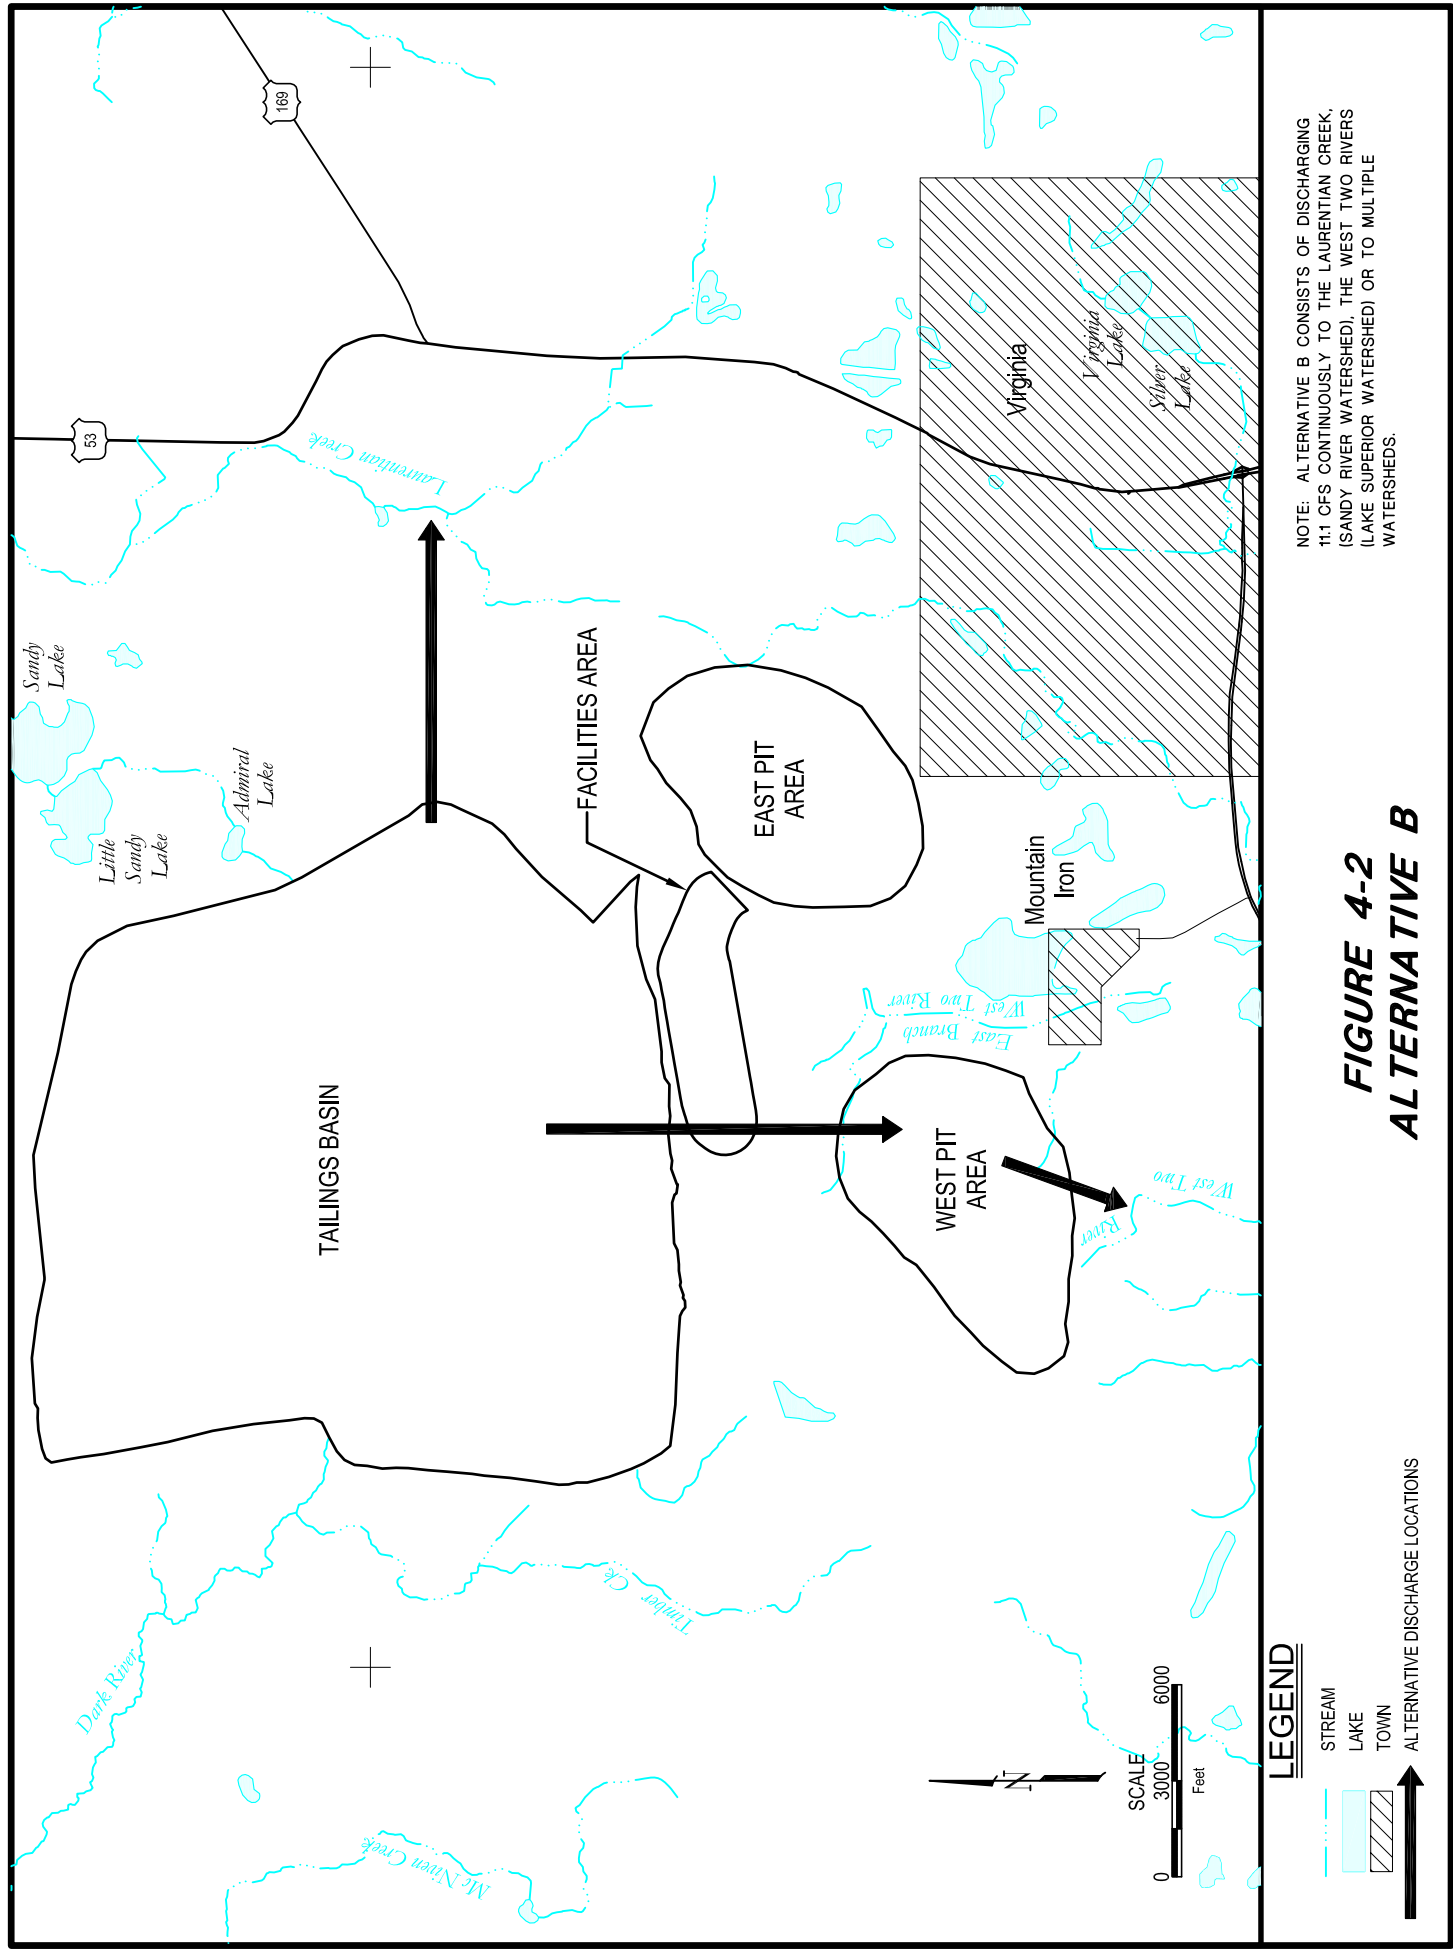 169
53
Sandy
Lake
Little
Sandy
Lake
Admiral
Lake
Laurentian Creek
FACILITIES AREA
TAILINGS BASIN
EAST PIT
AREA
WEST PIT
AREA
Virginia
Virginia
Lake
Silver
Lake
Mountain
Iron
East Branch
West Two River
West Two
River
Dark River
Timber Ck
Mc Niven Creek
N
SCALE
0 3000 6000
Feet
LEGEND
STREAM
LAKE
TOWN
ALTERNATIVE DISCHARGE LOCATIONS
FIGURE 4-2
ALTERNATIVE B
NOTE: ALTERNATIVE B CONSISTS OF DISCHARGING
11.1 CFS CONTINUOUSLY TO THE LAURENTIAN CREEK,
(SANDY RIVER WATERSHED), THE WEST TWO RIVERS
(LAKE SUPERIOR WATERSHED) OR TO MULTIPLE
WATERSHEDS.